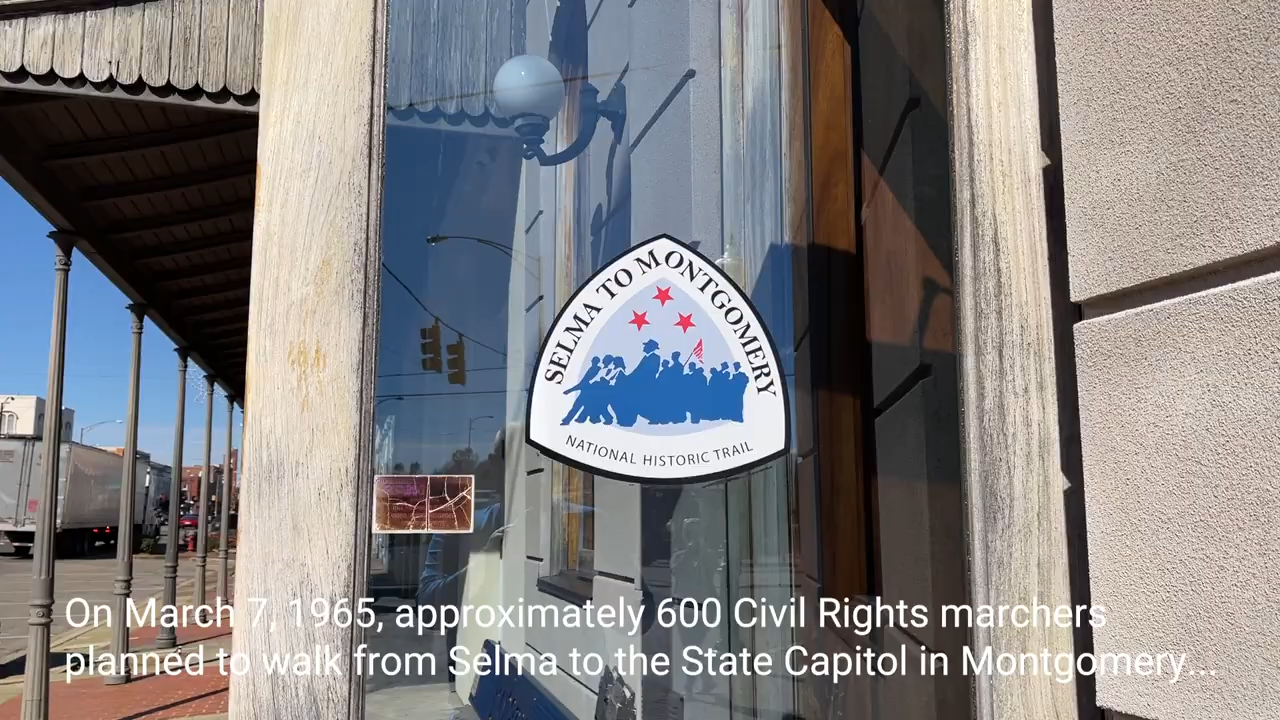 SELMA TO MONTGOMERY
NATIONAL HISTORIC TRAIL
On March 7, 1965, approximately 600 Civil Rights marchers
planned to walk from Selma to the State Capitol in Montgomery...